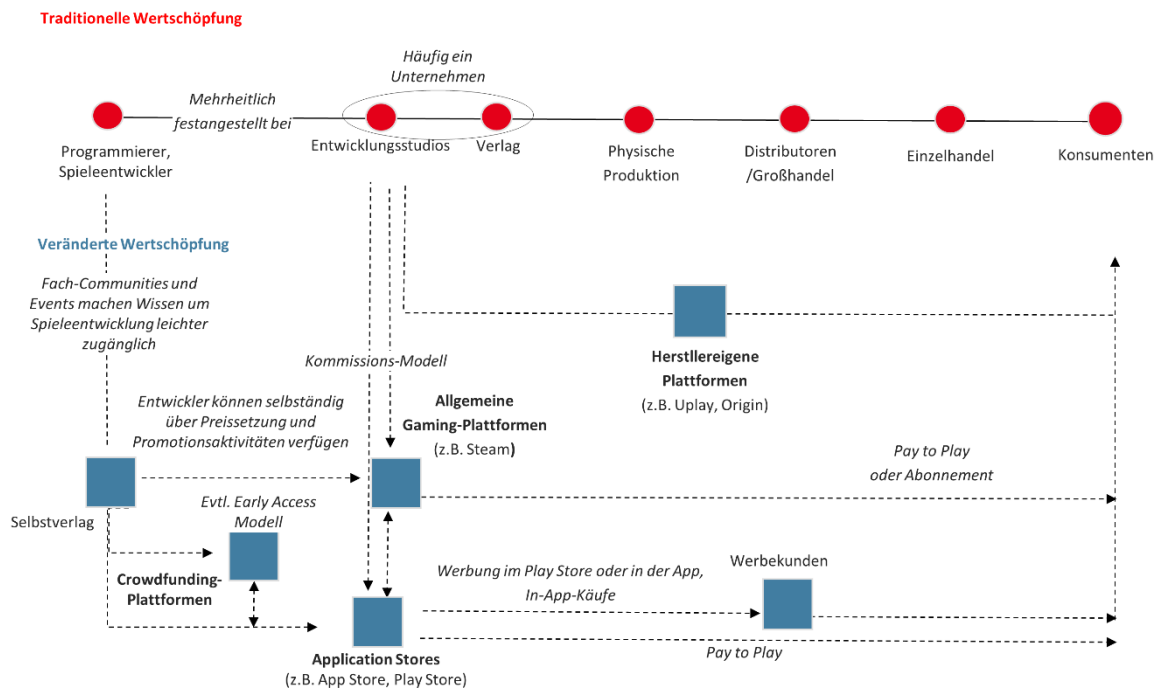 Traditionelle Wertschöpfung
Häufig ein
Unternehmen
Mehrheitlich
festangestellt bei
Programmierer,
Spieleentwickler
Entwicklungsstudios
Verlag
Physische
Produktion
Distributoren
/Großhandel
Einzelhandel
Konsumenten
Veränderte Wertschöpfung
Fach-Communities und
Events machen Wissen um
Spieleentwicklung leichter
zugänglich
Kommissions-Modell
Herstllereigene
Plattformen
(z.B. Uplay, Origin)
Entwickler können selbständig
über Preissetzung und
Promotionsaktivitäten verfügen
Allgemeine
Gaming-Plattformen
(z.B. Steam)
Pay to Play
oder Abonnement
Selbstverlag
Evtl. Early Access
Modell
Crowdfunding-
Plattformen
Werbung im Play Store oder in der App,
In-App-Käufe
Werbekunden
Pay to Play
Application Stores
(z.B. App Store, Play Store)